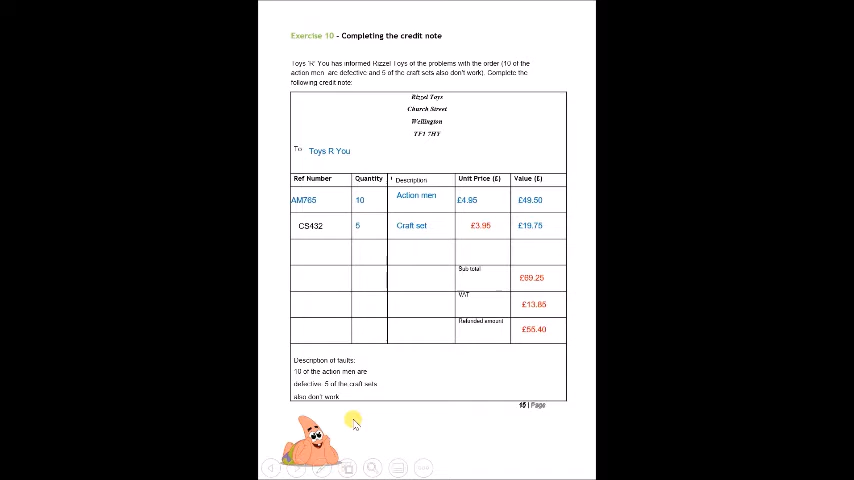 Exercise 10 - Completing the credit note
Toys 'R' You has informed Rizzel Toys of the problems with the order (10 of the
action men are defective and 5 of the craft sets also don't work). Complete the
following credit note:
Rizzel Toys
Church Street
Wellington
TF1 7HY
To Toys R You
Ref Number Quantity Description Unit Price (£) Value (£)
AM765 10 Action men £4.95 £49.50
CS432 5 Craft set £3.95 £19.75
Sub total £69.25
VAT £13.85
Refunded amount £55.40
Description of faults:
10 of the action men are
defective 5 of the craft sets
also don't work
15 | Page